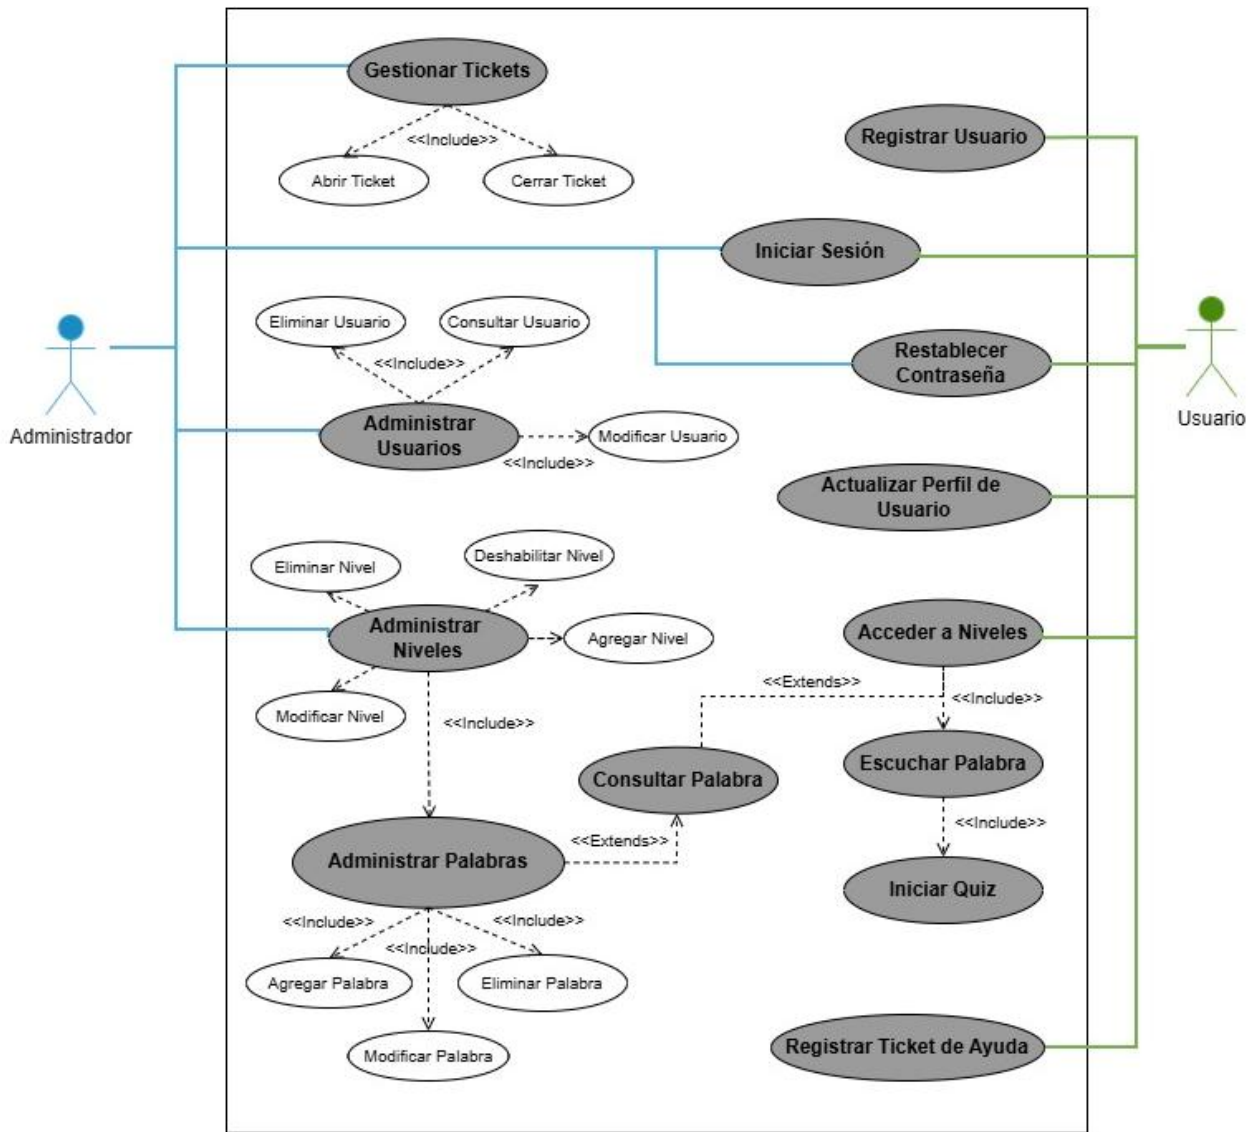 Gestionar Tickets
<<Include>>
Abrir Ticket
Cerrar Ticket
Registrar Usuario
Iniciar Sesión
Eliminar Usuario
Consultar Usuario
<<Include>>
Restablecer
Contraseña
Administrador
Usuario
Administrar
Usuarios
Modificar Usuario
<<Include>>
Actualizar Perfil de
Usuario
Eliminar Nivel
Deshabilitar Nivel
Administrar
Niveles
Agregar Nivel
Acceder a Niveles
<<Extends>>
<<Include>>
Modificar Nivel
<<Include>>
Consultar Palabra
Escuchar Palabra
<<Include>>
<<Extends>>
Administrar Palabras
Iniciar Quiz
<<Include>>
<<Include>>
<<Include>>
Agregar Palabra
Eliminar Palabra
Modificar Palabra
Registrar Ticket de Ayuda